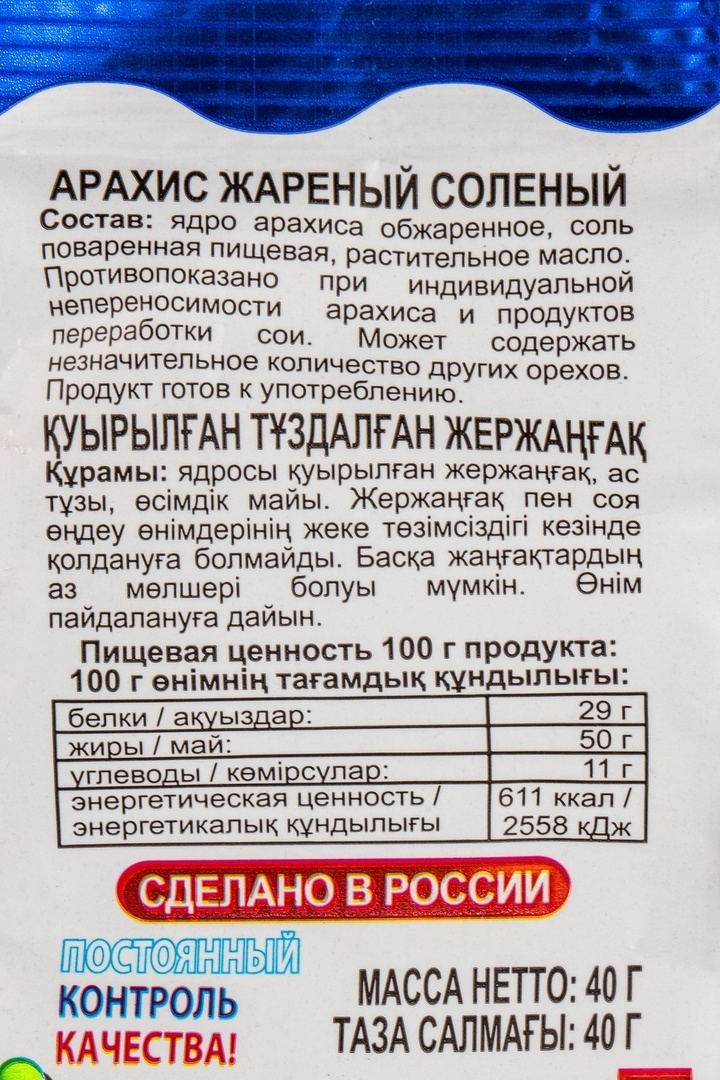 АРАХИС ЖАРЕНЫЙ СОЛЕНЫЙ
Состав: ядро арахиса обжаренное, соль
поваренная пищевая, растительное масло.
Противопоказано при индивидуальной
непереносимости арахиса и продуктов
переработки сои. Может содержать
незначительное количество других орехов.
Продукт готов к употреблению.
ҚУЫРЫЛҒАН ТҰЗДАЛҒАН ЖЕРЖАҢҒАҚ
Құрамы: ядросы қуырылған жержаңғақ, ас
тұзы, өсімдік майы. Жержаңғақ пен соя
өңдеу өнімдерінің жеке төзімсіздігі кезінде
қолдануға болмайды. Басқа жаңғақтардың
аз мөлшері болуы мүмкін. Өнім
пайдалануға дайын.
Пищевая ценность 100 г продукта:
100 г өнімнің тағамдық құндылығы:
белки / ақуыздар: 29 г
жиры / май: 50 г
углеводы / көмірсулар: 11 г
энергетическая ценность / 611 ккал /
энергетикалық құндылығы 2558 кДж
СДЕЛАНО В РОССИИ
ПОСТОЯННЫЙ
КОНТРОЛЬ
КАЧЕСТВА!
МАССА НЕТТО: 40 Г
ТАЗА САЛМАҒЫ: 40 Г